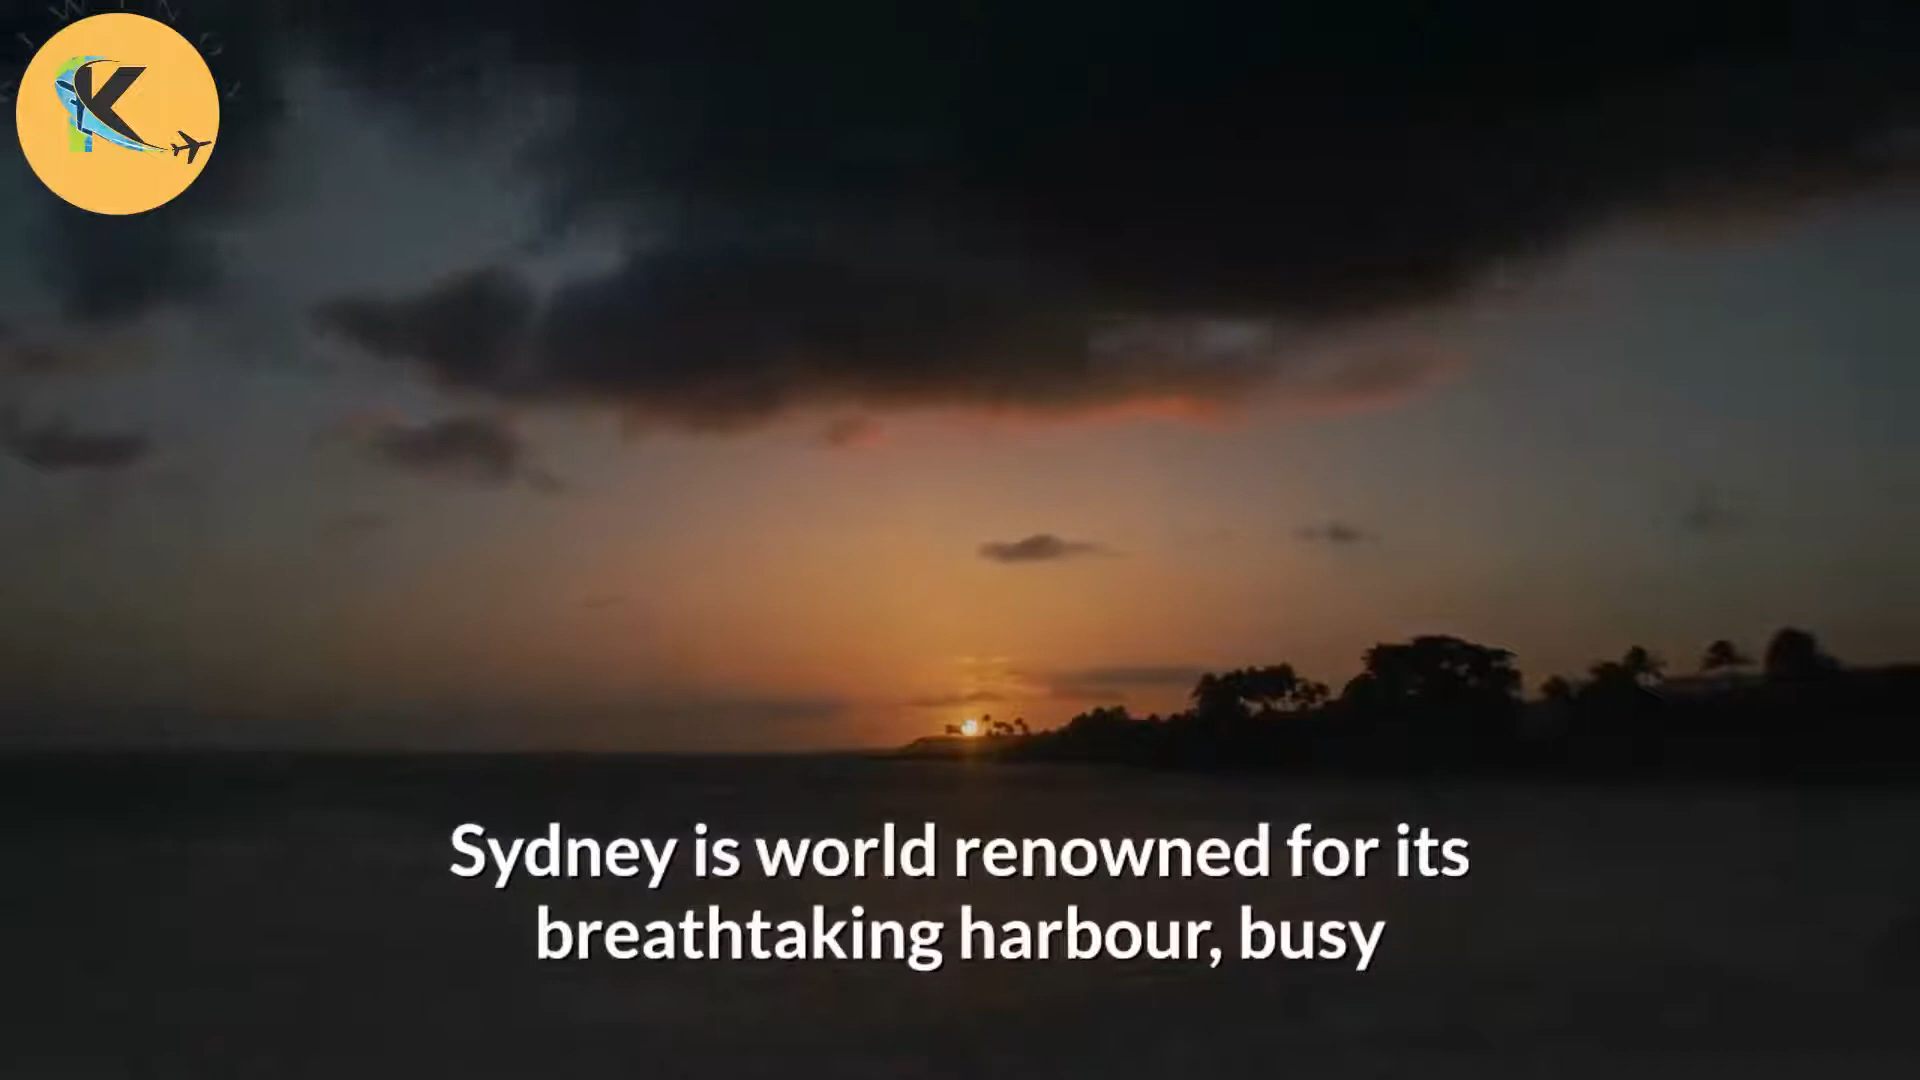 K
Sydney is world renowned for its
breathtaking harbour, busy